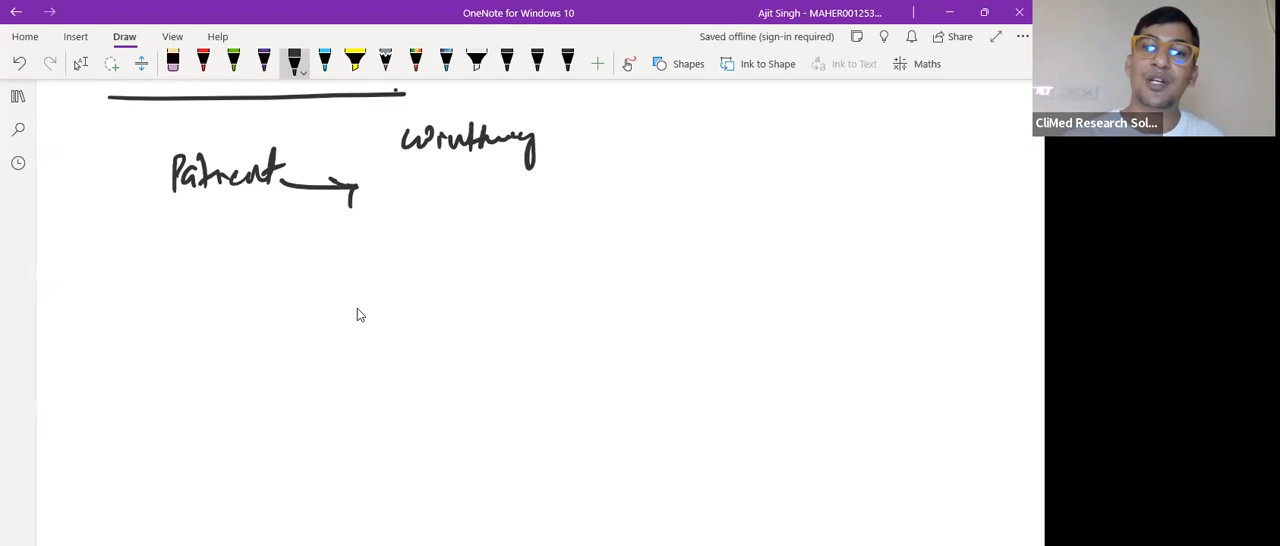 OneNote for Windows 10
Ajit Singh - MAHER001253...
Home Insert Draw View Help
Saved offline (sign-in required) Share
Shapes Ink to Shape Ink to Text Maths
CliMed Research Sol...
Patient